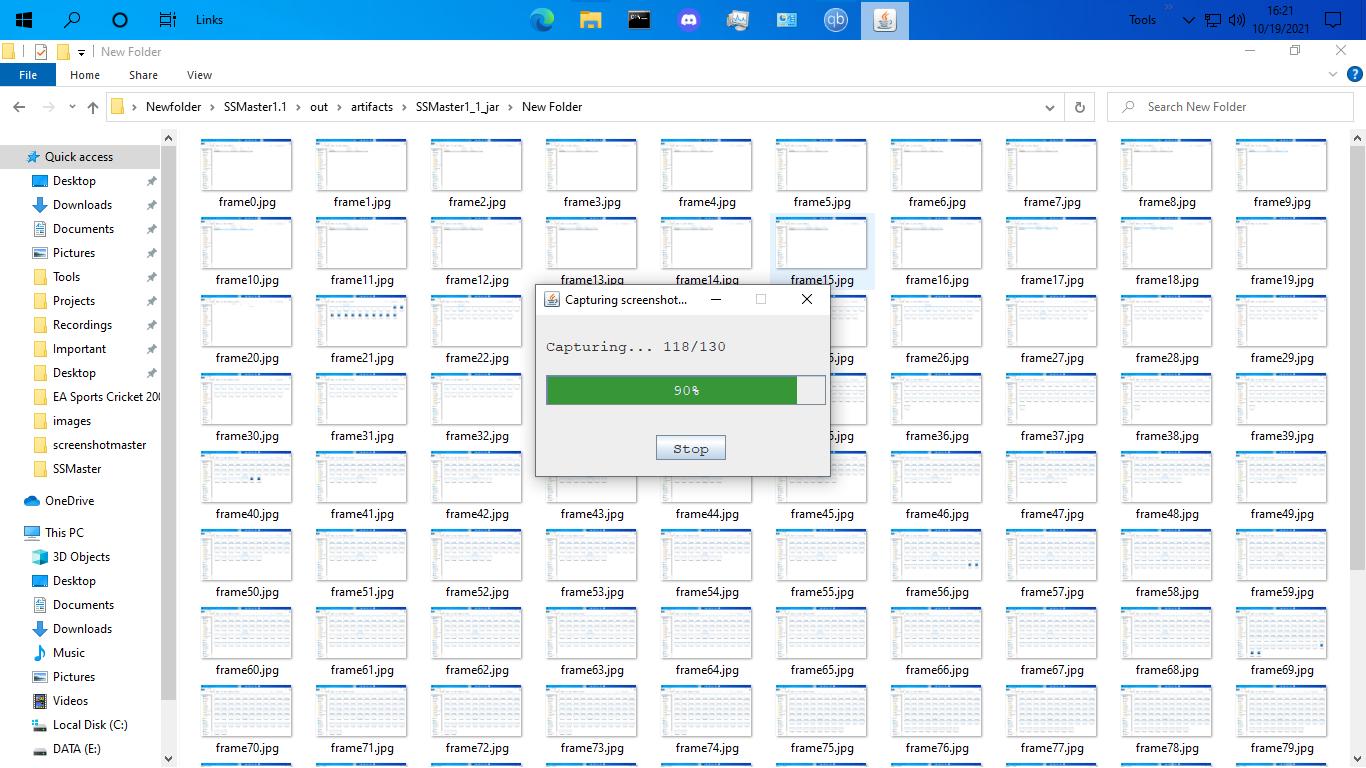 Links
Tools
16:21
10/19/2021
New Folder
File Home Share View
Newfolder SSMaster1.1 out artifacts SSMaster1_1_jar New Folder
Search New Folder
Quick access
Desktop
Downloads
Documents
Pictures
Tools
Projects
Recordings
Important
Desktop
EA Sports Cricket 200
images
screenshotmaster
SSMaster
OneDrive
This PC
3D Objects
Desktop
Documents
Downloads
Music
Pictures
Videos
Local Disk (C:)
DATA (E:)
frame0.jpg frame1.jpg frame2.jpg frame3.jpg frame4.jpg frame5.jpg frame6.jpg frame7.jpg frame8.jpg frame9.jpg
frame10.jpg frame11.jpg frame12.jpg frame13.jpg frame14.jpg frame15.jpg frame16.jpg frame17.jpg frame18.jpg frame19.jpg
frame20.jpg frame21.jpg frame22.jpg frame26.jpg frame27.jpg frame28.jpg frame29.jpg
frame30.jpg frame31.jpg frame32.jpg frame36.jpg frame37.jpg frame38.jpg frame39.jpg
frame40.jpg frame41.jpg frame42.jpg frame43.jpg frame44.jpg frame45.jpg frame46.jpg frame47.jpg frame48.jpg frame49.jpg
frame50.jpg frame51.jpg frame52.jpg frame53.jpg frame54.jpg frame55.jpg frame56.jpg frame57.jpg frame58.jpg frame59.jpg
frame60.jpg frame61.jpg frame62.jpg frame63.jpg frame64.jpg frame65.jpg frame66.jpg frame67.jpg frame68.jpg frame69.jpg
frame70.jpg frame71.jpg frame72.jpg frame73.jpg frame74.jpg frame75.jpg frame76.jpg frame77.jpg frame78.jpg frame79.jpg
Capturing screenshot...
Capturing... 118/130
90%
Stop
qb